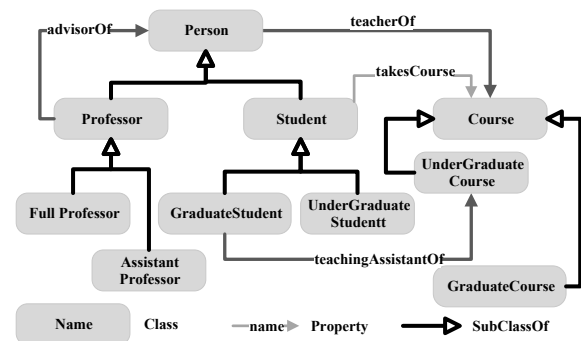 advisorOf
Person
teacherOf
takesCourse
Professor
Student
Course
UnderGraduate
Course
Full Professor
GraduateStudent
UnderGraduate
Studentt
Assistant
Professor
teachingAssistantOf
GraduateCourse
Name
Class
name
Property
SubClassOf